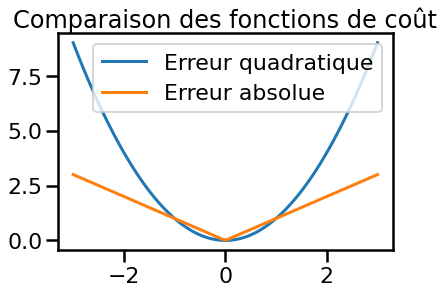 Comparaison des fonctions de coût
Erreur quadratique
Erreur absolue
7.5
5.0
2.5
0.0
−2 0 2